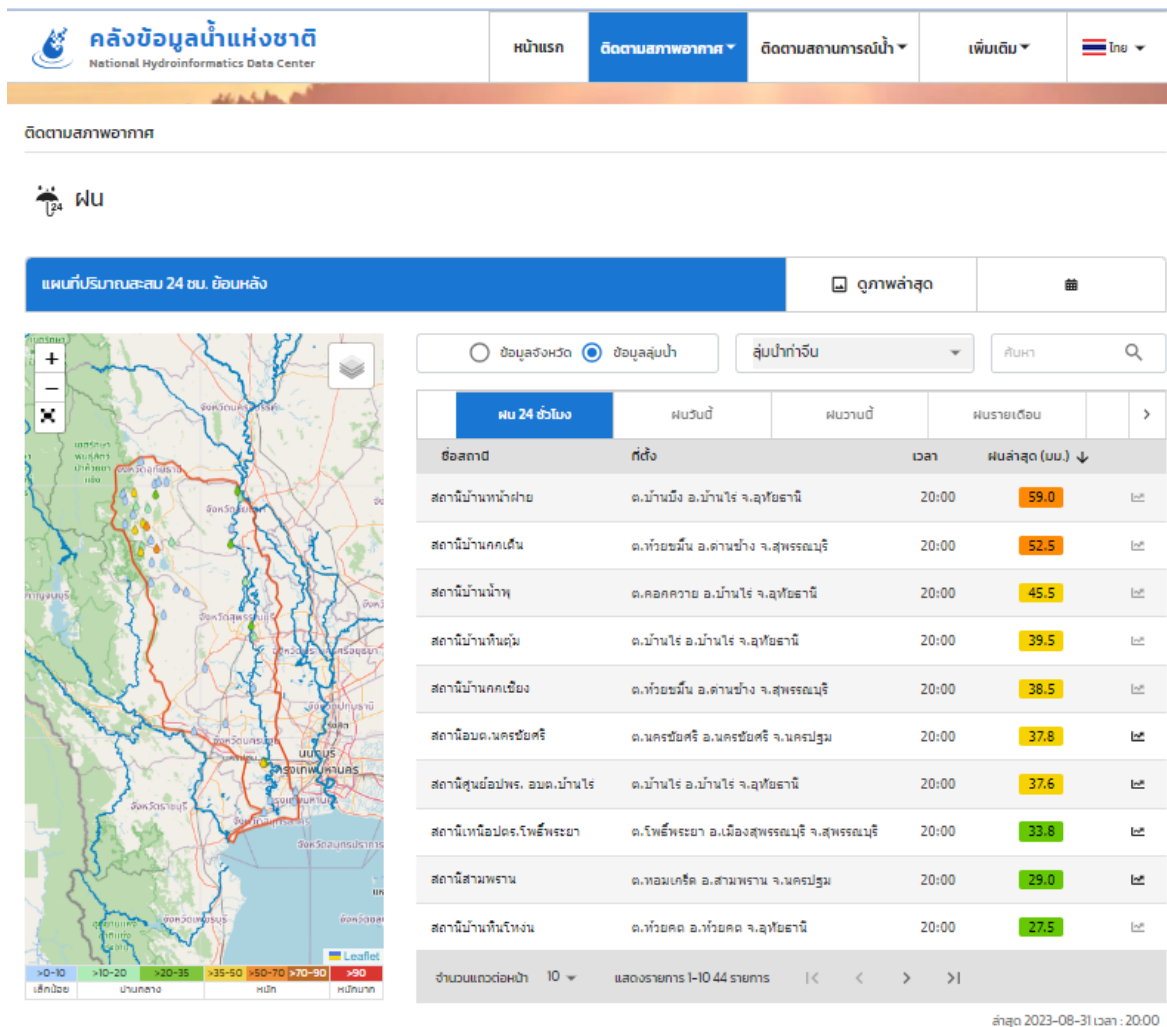 คลังข้อมูลน้ำแห่งชาติ
National Hydroinformatics Data Center
หน้าแรก
ติดตามสภาพอากาศ
ติดตามสถานการณ์น้ำ
เพิ่มเติม
ไทย
ติดตามสภาพอากาศ
24 ฝน
แผนที่ปริมาณสะสม 24 ชม. ย้อนหลัง
ดูภาพล่าสุด
+
−
Leaflet
>0-10 >10-20 >20-35 >35-50 >50-70 >70-90 >90
เล็กน้อย ปานกลาง หนัก หนักมาก
ข้อมูลจังหวัด ข้อมูลลุ่มน้ำ
ลุ่มน้ำท่าจีน
ค้นหา
ฝน 24 ชั่วโมง ฝนวันนี้ ฝนวานนี้ ฝนรายเดือน >
ชื่อสถานี ที่ตั้ง เวลา ฝนล่าสุด (มม.)
สถานีบ้านหน้าฝาย ต.บ้านบึง อ.บ้านไร่ จ.อุทัยธานี 20:00 59.0
สถานีบ้านกกเต็น ต.ห้วยขมิ้น อ.ด่านช้าง จ.สุพรรณบุรี 20:00 52.5
สถานีบ้านน้ำพุ ต.คอกควาย อ.บ้านไร่ จ.อุทัยธานี 20:00 45.5
สถานีบ้านหินตุ้ม ต.บ้านไร่ อ.บ้านไร่ จ.อุทัยธานี 20:00 39.5
สถานีบ้านกกเชียง ต.ห้วยขมิ้น อ.ด่านช้าง จ.สุพรรณบุรี 20:00 38.5
สถานีอบต.นครชัยศรี ต.นครชัยศรี อ.นครชัยศรี จ.นครปฐม 20:00 37.8
สถานีศูนย์อปพร. อบต.บ้านไร่ ต.บ้านไร่ อ.บ้านไร่ จ.อุทัยธานี 20:00 37.6
สถานีเหนือปตร.โพธิ์พระยา ต.โพธิ์พระยา อ.เมืองสุพรรณบุรี จ.สุพรรณบุรี 20:00 33.8
สถานีสามพราน ต.หอมเกร็ด อ.สามพราน จ.นครปฐม 20:00 29.0
สถานีบ้านหินโหง่น ต.ห้วยคต อ.ห้วยคต จ.อุทัยธานี 20:00 27.5
จำนวนแถวต่อหน้า 10 แสดงรายการ 1-10 44 รายการ
ล่าสุด 2023-08-31 เวลา : 20:00